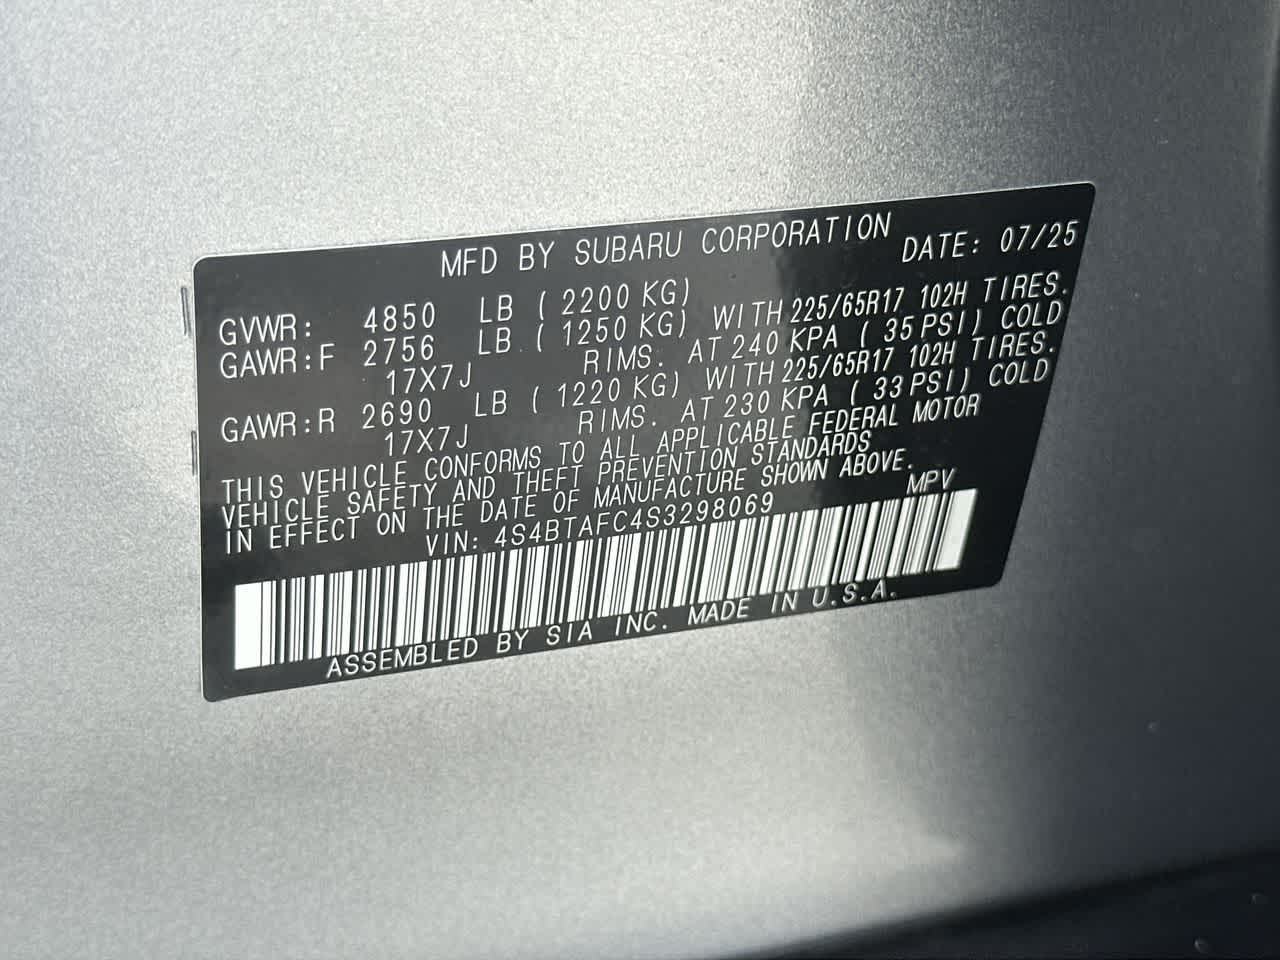 MFD BY SUBARU CORPORATION DATE: 07/25
GVWR: 4850 LB ( 2200 KG)
GAWR:F 2756 LB ( 1250 KG) WITH 225/65R17 102H TIRES.
17X7J RIMS. AT 240 KPA ( 35 PSI) COLD
GAWR:R 2690 LB ( 1220 KG) WITH 225/65R17 102H TIRES.
17X7J RIMS. AT 230 KPA ( 33 PSI) COLD
THIS VEHICLE CONFORMS TO ALL APPLICABLE FEDERAL MOTOR
VEHICLE SAFETY AND THEFT PREVENTION STANDARDS
IN EFFECT ON THE DATE OF MANUFACTURE SHOWN ABOVE.
VIN: 4S4BTAFC4S3298069 MPV
ASSEMBLED BY SIA INC. MADE IN U.S.A.